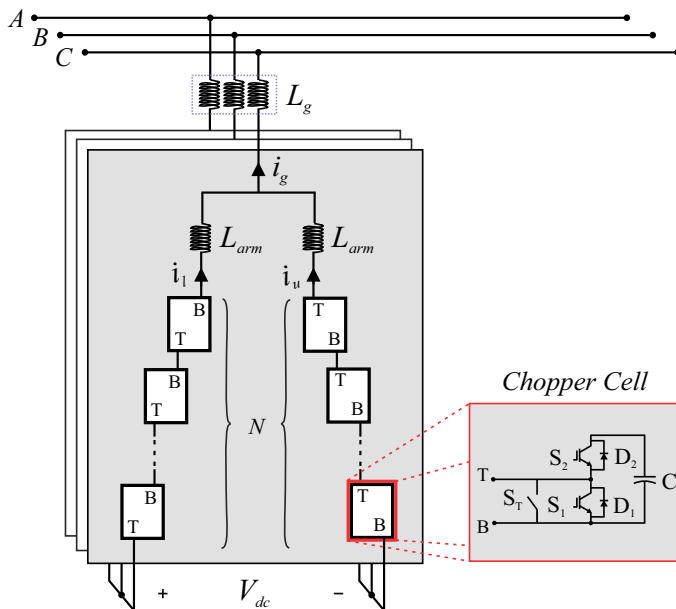 A
B
C
L_g
i_g
L_arm
L_arm
i_l
i_u
B
T
T
B
B
T
T
B
N
B
T
T
B
+
V_dc
-
Chopper Cell
S_2
D_2
T
S_T
S_1
D_1
C
B